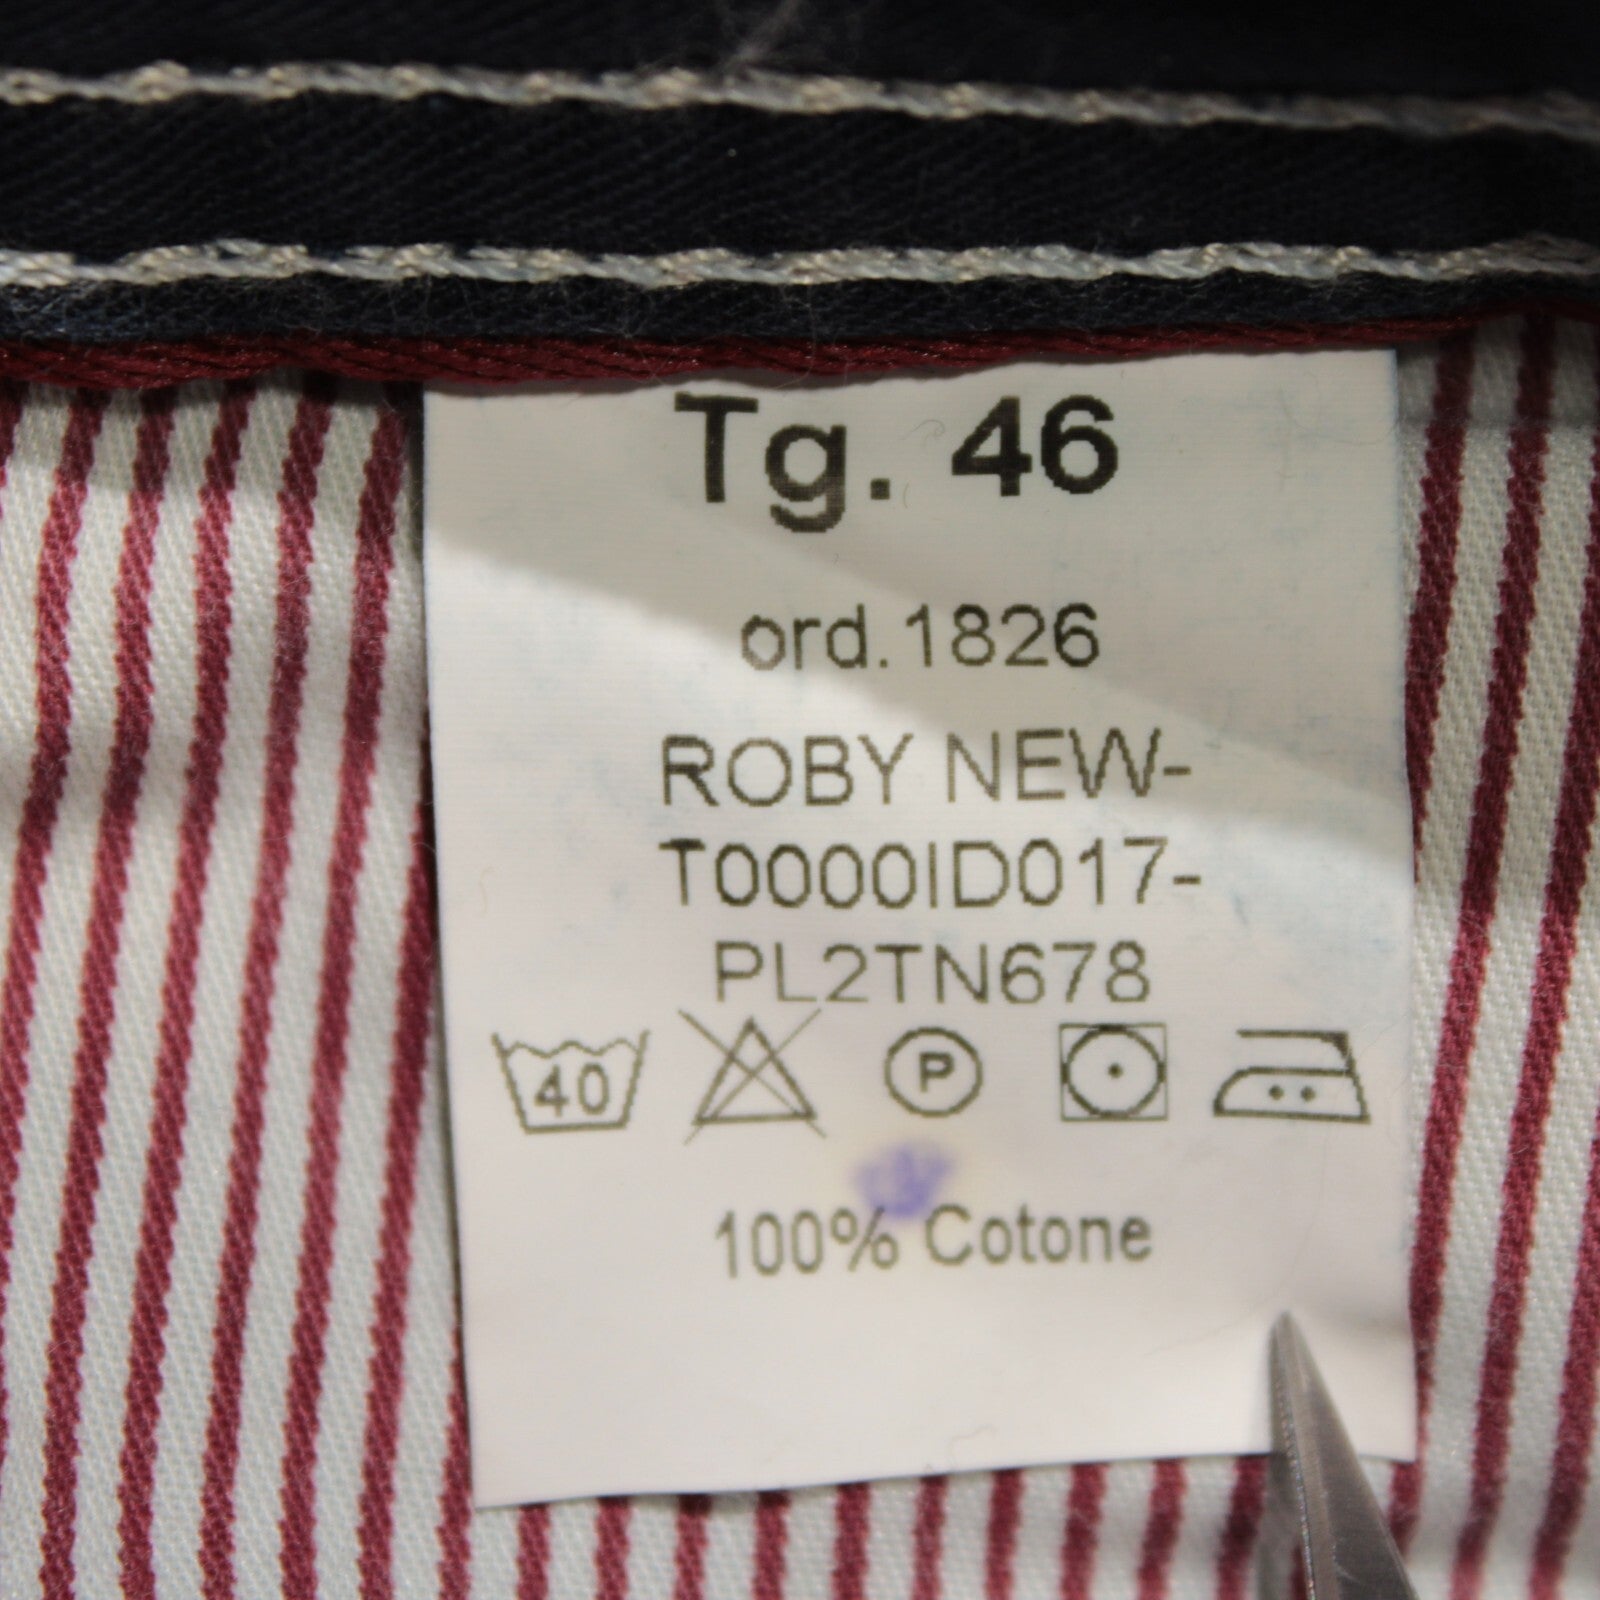 Tg. 46
ord.1826
ROBY NEW-
T0000ID017-
PL2TN678
40 P
100% Cotone